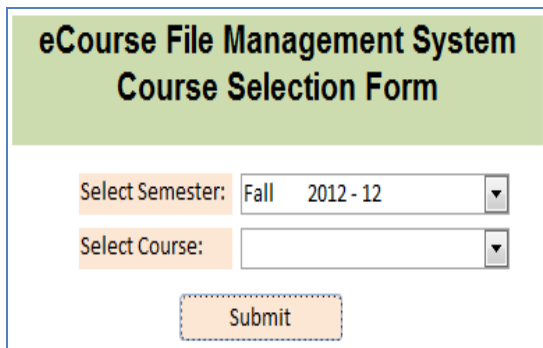 eCourse File Management System
Course Selection Form
Select Semester: Fall 2012 - 12
Select Course:
Submit